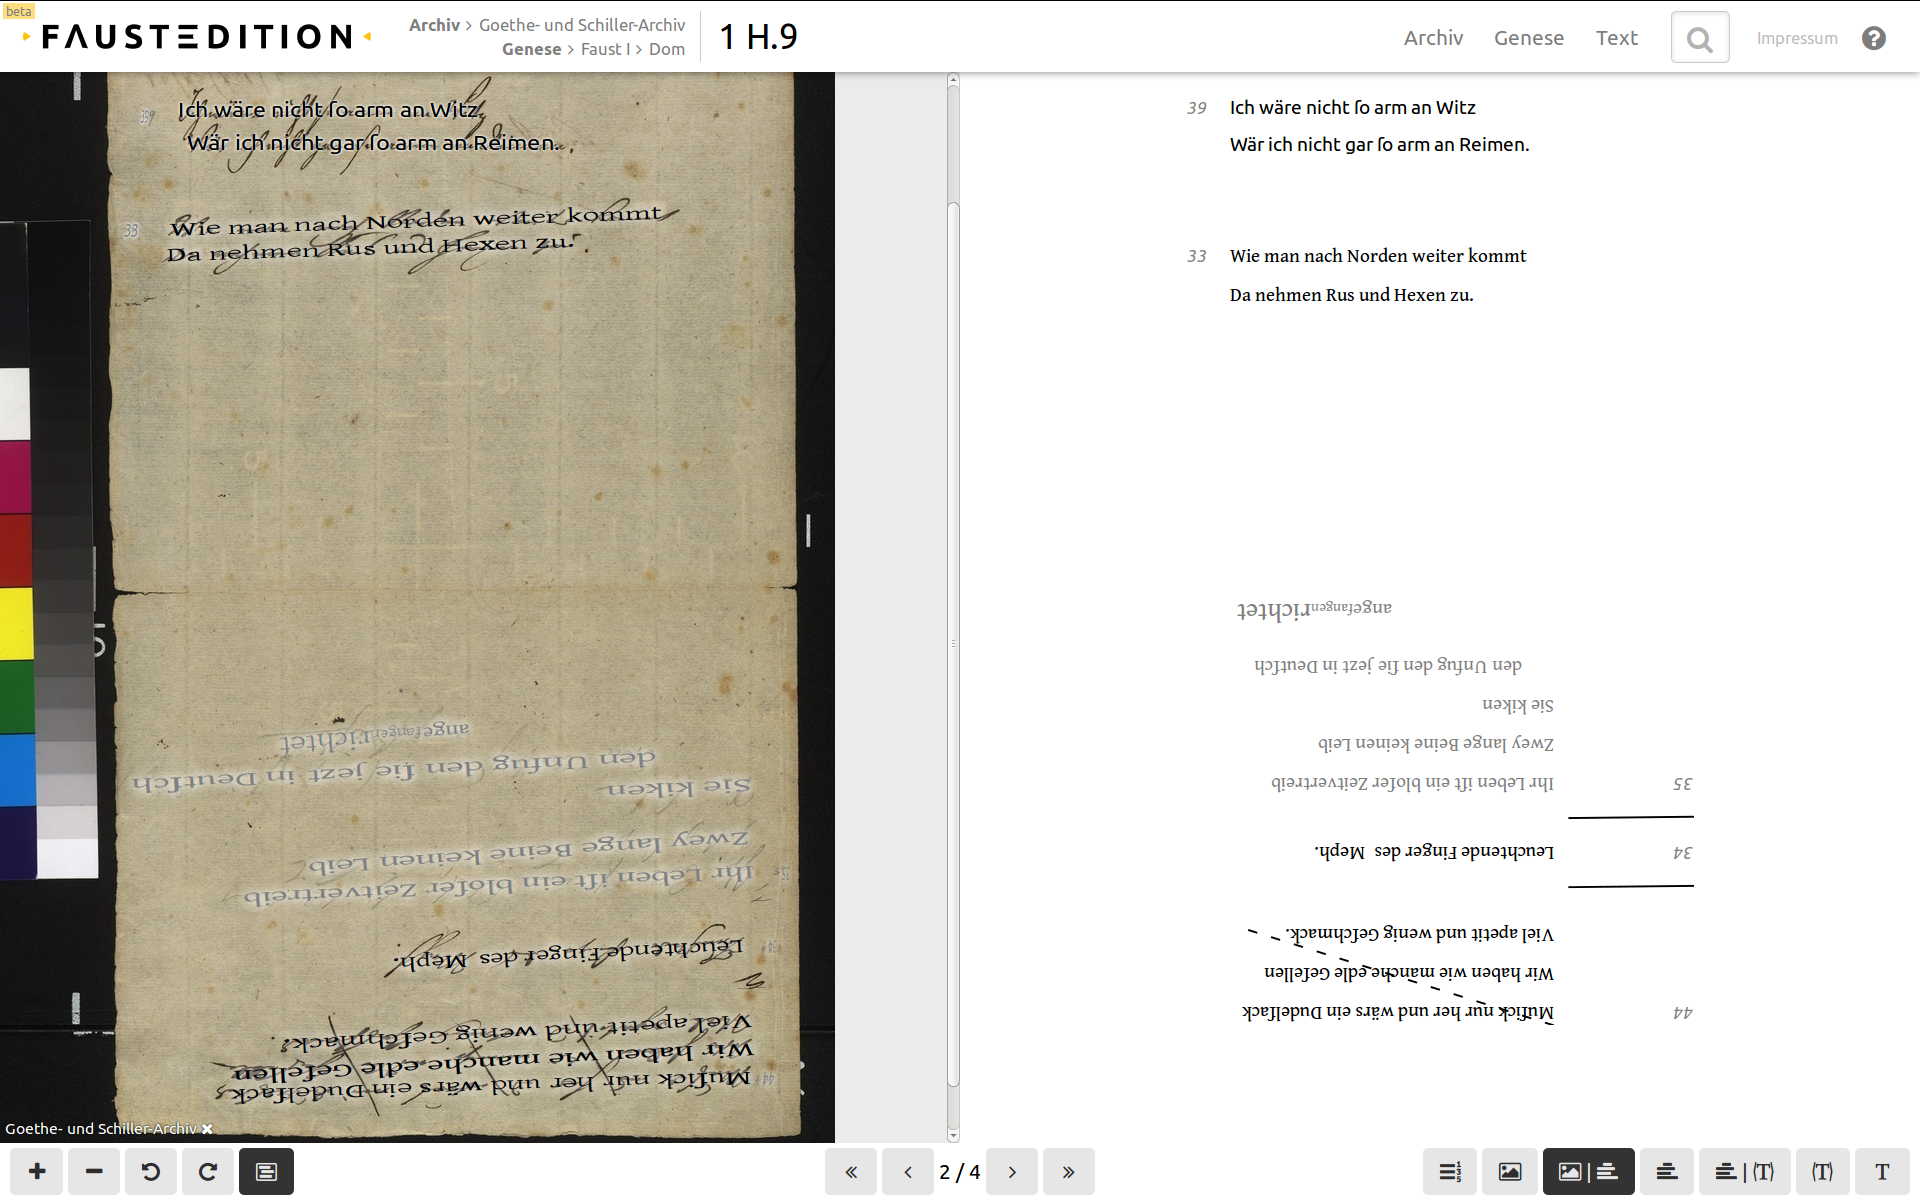 beta
FAUSTEDITION
Archiv > Goethe- und Schiller-Archiv
Genese > Faust I > Dom
1 H.9
Archiv Genese Text
Impressum
?
39 Ich wäre nicht ſo arm an Witz
Wär ich nicht gar ſo arm an Reimen.
33 Wie man nach Norden weiter kommt
Da nehmen Rus und Hexen zu.
angefangenrichtet
den Unfug den ſie jezt in Deutſch
Sie kiken
Zwey lange Beine keinen Leib
35 Ihr Leben iſt ein bloſer Zeitvertreib
34 Leuchtende Finger des Meph.
Viel apetit und wenig Geſchmack.
Wir haben wie manche edle Geſellen
44 Muſick nur her und wärs ein Dudelſack
39 Ich wäre nicht ſo arm an Witz
Wär ich nicht gar ſo arm an Reimen.
33 Wie man nach Norden weiter kommt
Da nehmen Rus und Hexen zu.
angefangenrichtet
den Unfug den ſie jezt in Deutſch
Sie kiken
Zwey lange Beine keinen Leib
Ihr Leben iſt ein bloſer Zeitvertreib 35
Leuchtende Finger des Meph. 34
Viel apetit und wenig Geſchmack.
Wir haben wie manche edle Geſellen
Muſick nur her und wärs ein Dudelſack 44
Goethe- und Schiller-Archiv
« ‹ 2 / 4 › »
1 3 5
| (T) (T) T